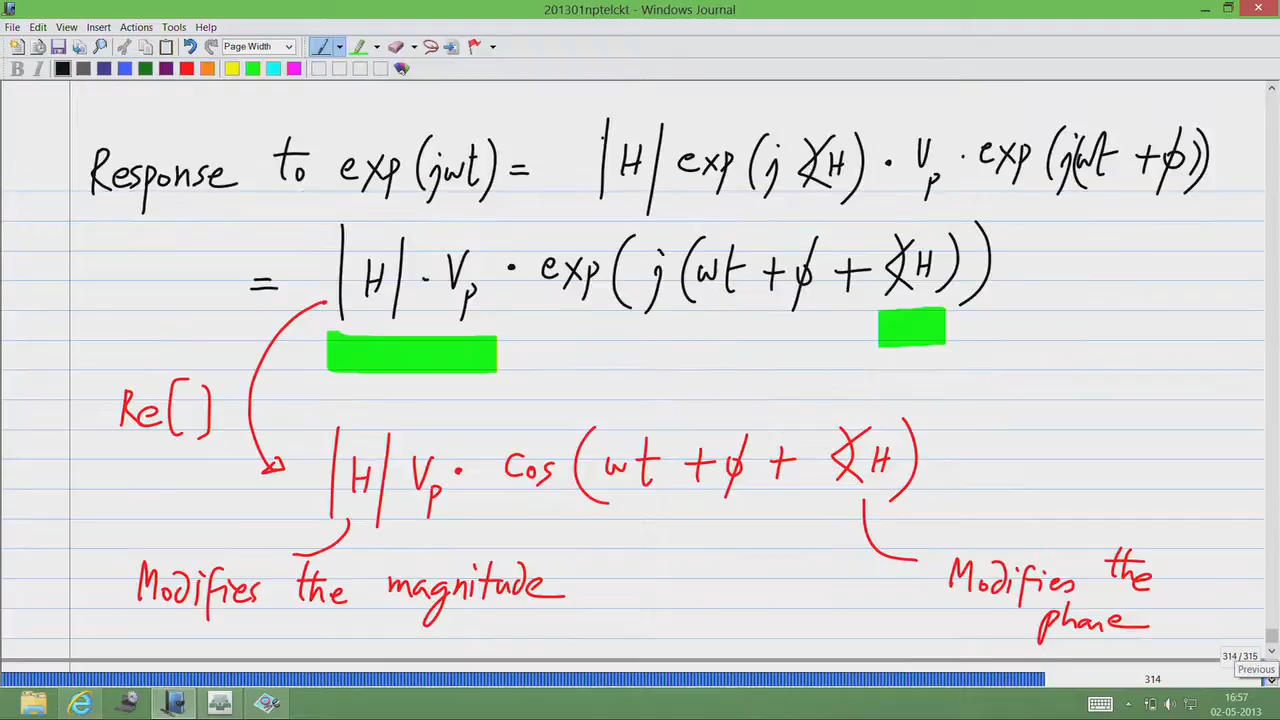 201301nptelckt - Windows Journal
File Edit View Insert Actions Tools Help
Page Width
B I
Response to exp(jωt) = |H| exp(j∠H) · Vp · exp(j(ωt + φ))
= |H| · Vp · exp(j(ωt + φ + ∠H))
Re[ ]
|H| Vp · Cos(ωt + φ + ∠H)
Modifies the magnitude
Modifies the
phase
314/315
Previous
314
16:57
02-05-2013